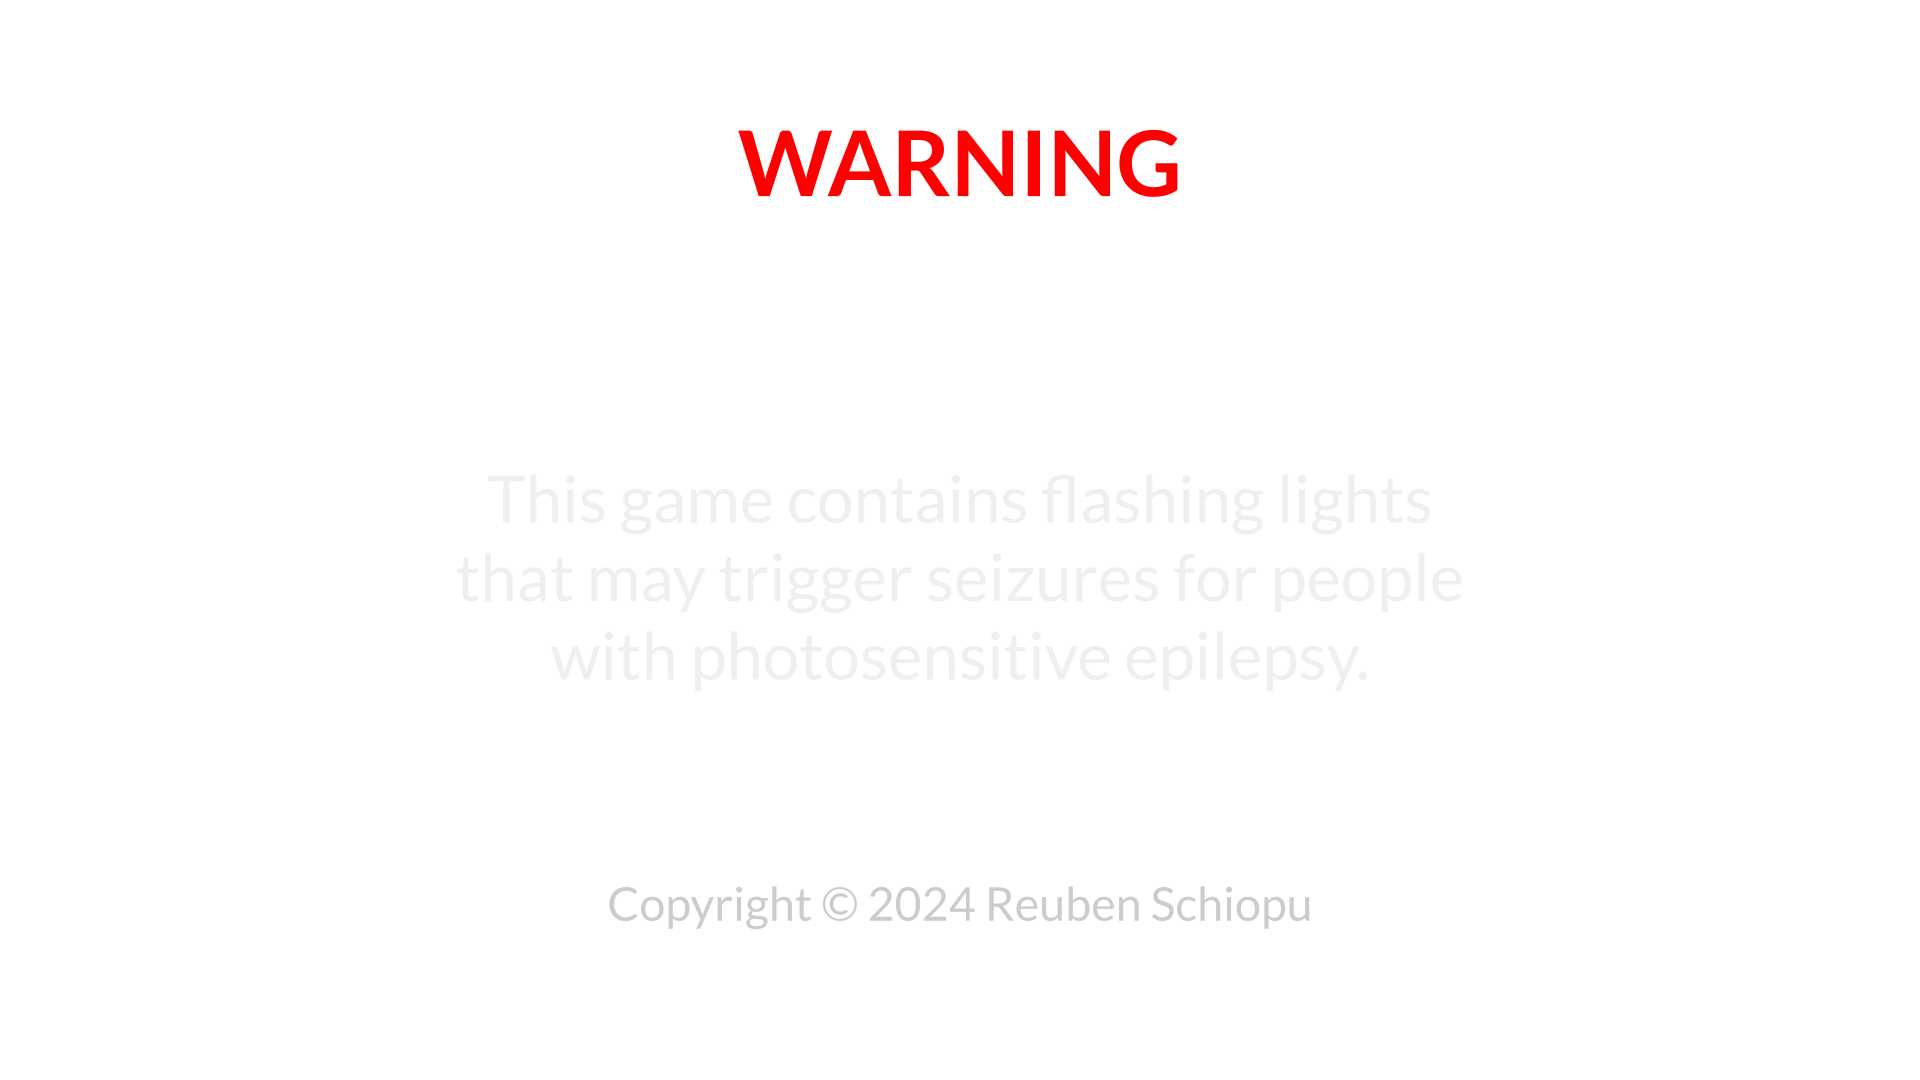 WARNING
This game contains flashing lights
that may trigger seizures for people
with photosensitive epilepsy.
Copyright © 2024 Reuben Schiopu